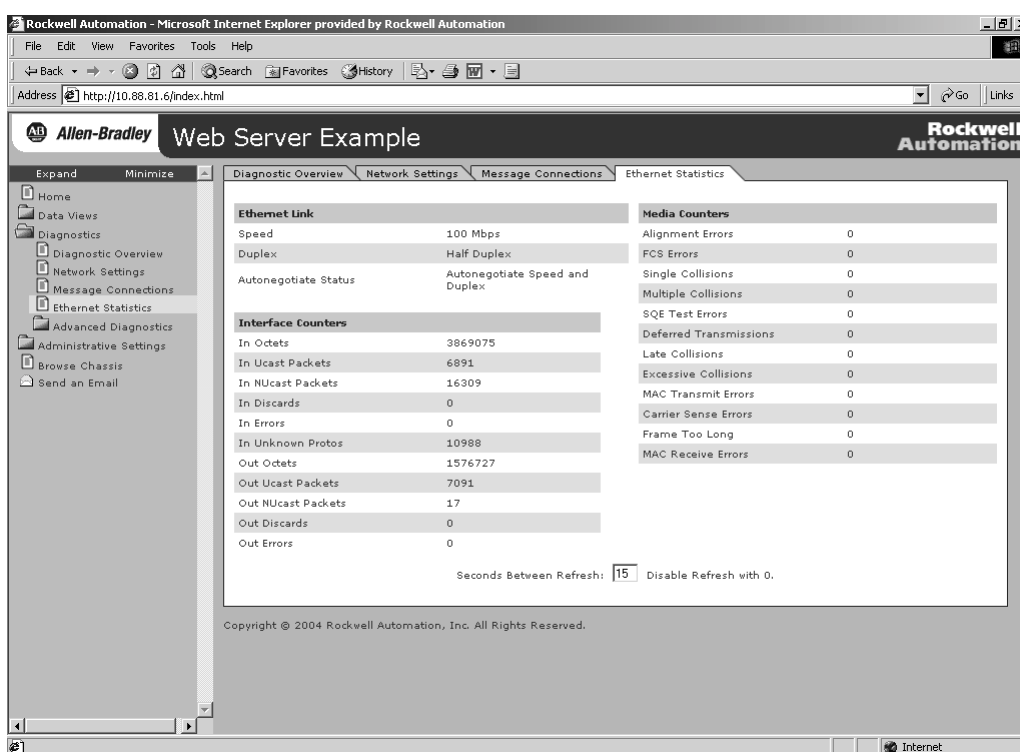 Rockwell Automation - Microsoft Internet Explorer provided by Rockwell Automation
File Edit View Favorites Tools Help
Back Search Favorites History
Address http://10.88.81.6/index.html Go Links
AB Allen-Bradley Web Server Example Rockwell Automation
Expand Minimize
Home
Data Views
Diagnostics
Diagnostic Overview
Network Settings
Message Connections
Ethernet Statistics
Advanced Diagnostics
Administrative Settings
Browse Chassis
Send an Email
Diagnostic Overview Network Settings Message Connections Ethernet Statistics
Ethernet Link
Speed 100 Mbps
Duplex Half Duplex
Autonegotiate Status Autonegotiate Speed and
Duplex
Interface Counters
In Octets 3869075
In Ucast Packets 6891
In NUcast Packets 16309
In Discards 0
In Errors 0
In Unknown Protos 10988
Out Octets 1576727
Out Ucast Packets 7091
Out NUcast Packets 17
Out Discards 0
Out Errors 0
Media Counters
Alignment Errors 0
FCS Errors 0
Single Collisions 0
Multiple Collisions 0
SQE Test Errors 0
Deferred Transmissions 0
Late Collisions 0
Excessive Collisions 0
MAC Transmit Errors 0
Carrier Sense Errors 0
Frame Too Long 0
MAC Receive Errors 0
Seconds Between Refresh: 15 Disable Refresh with 0.
Copyright © 2004 Rockwell Automation, Inc. All Rights Reserved.
Internet